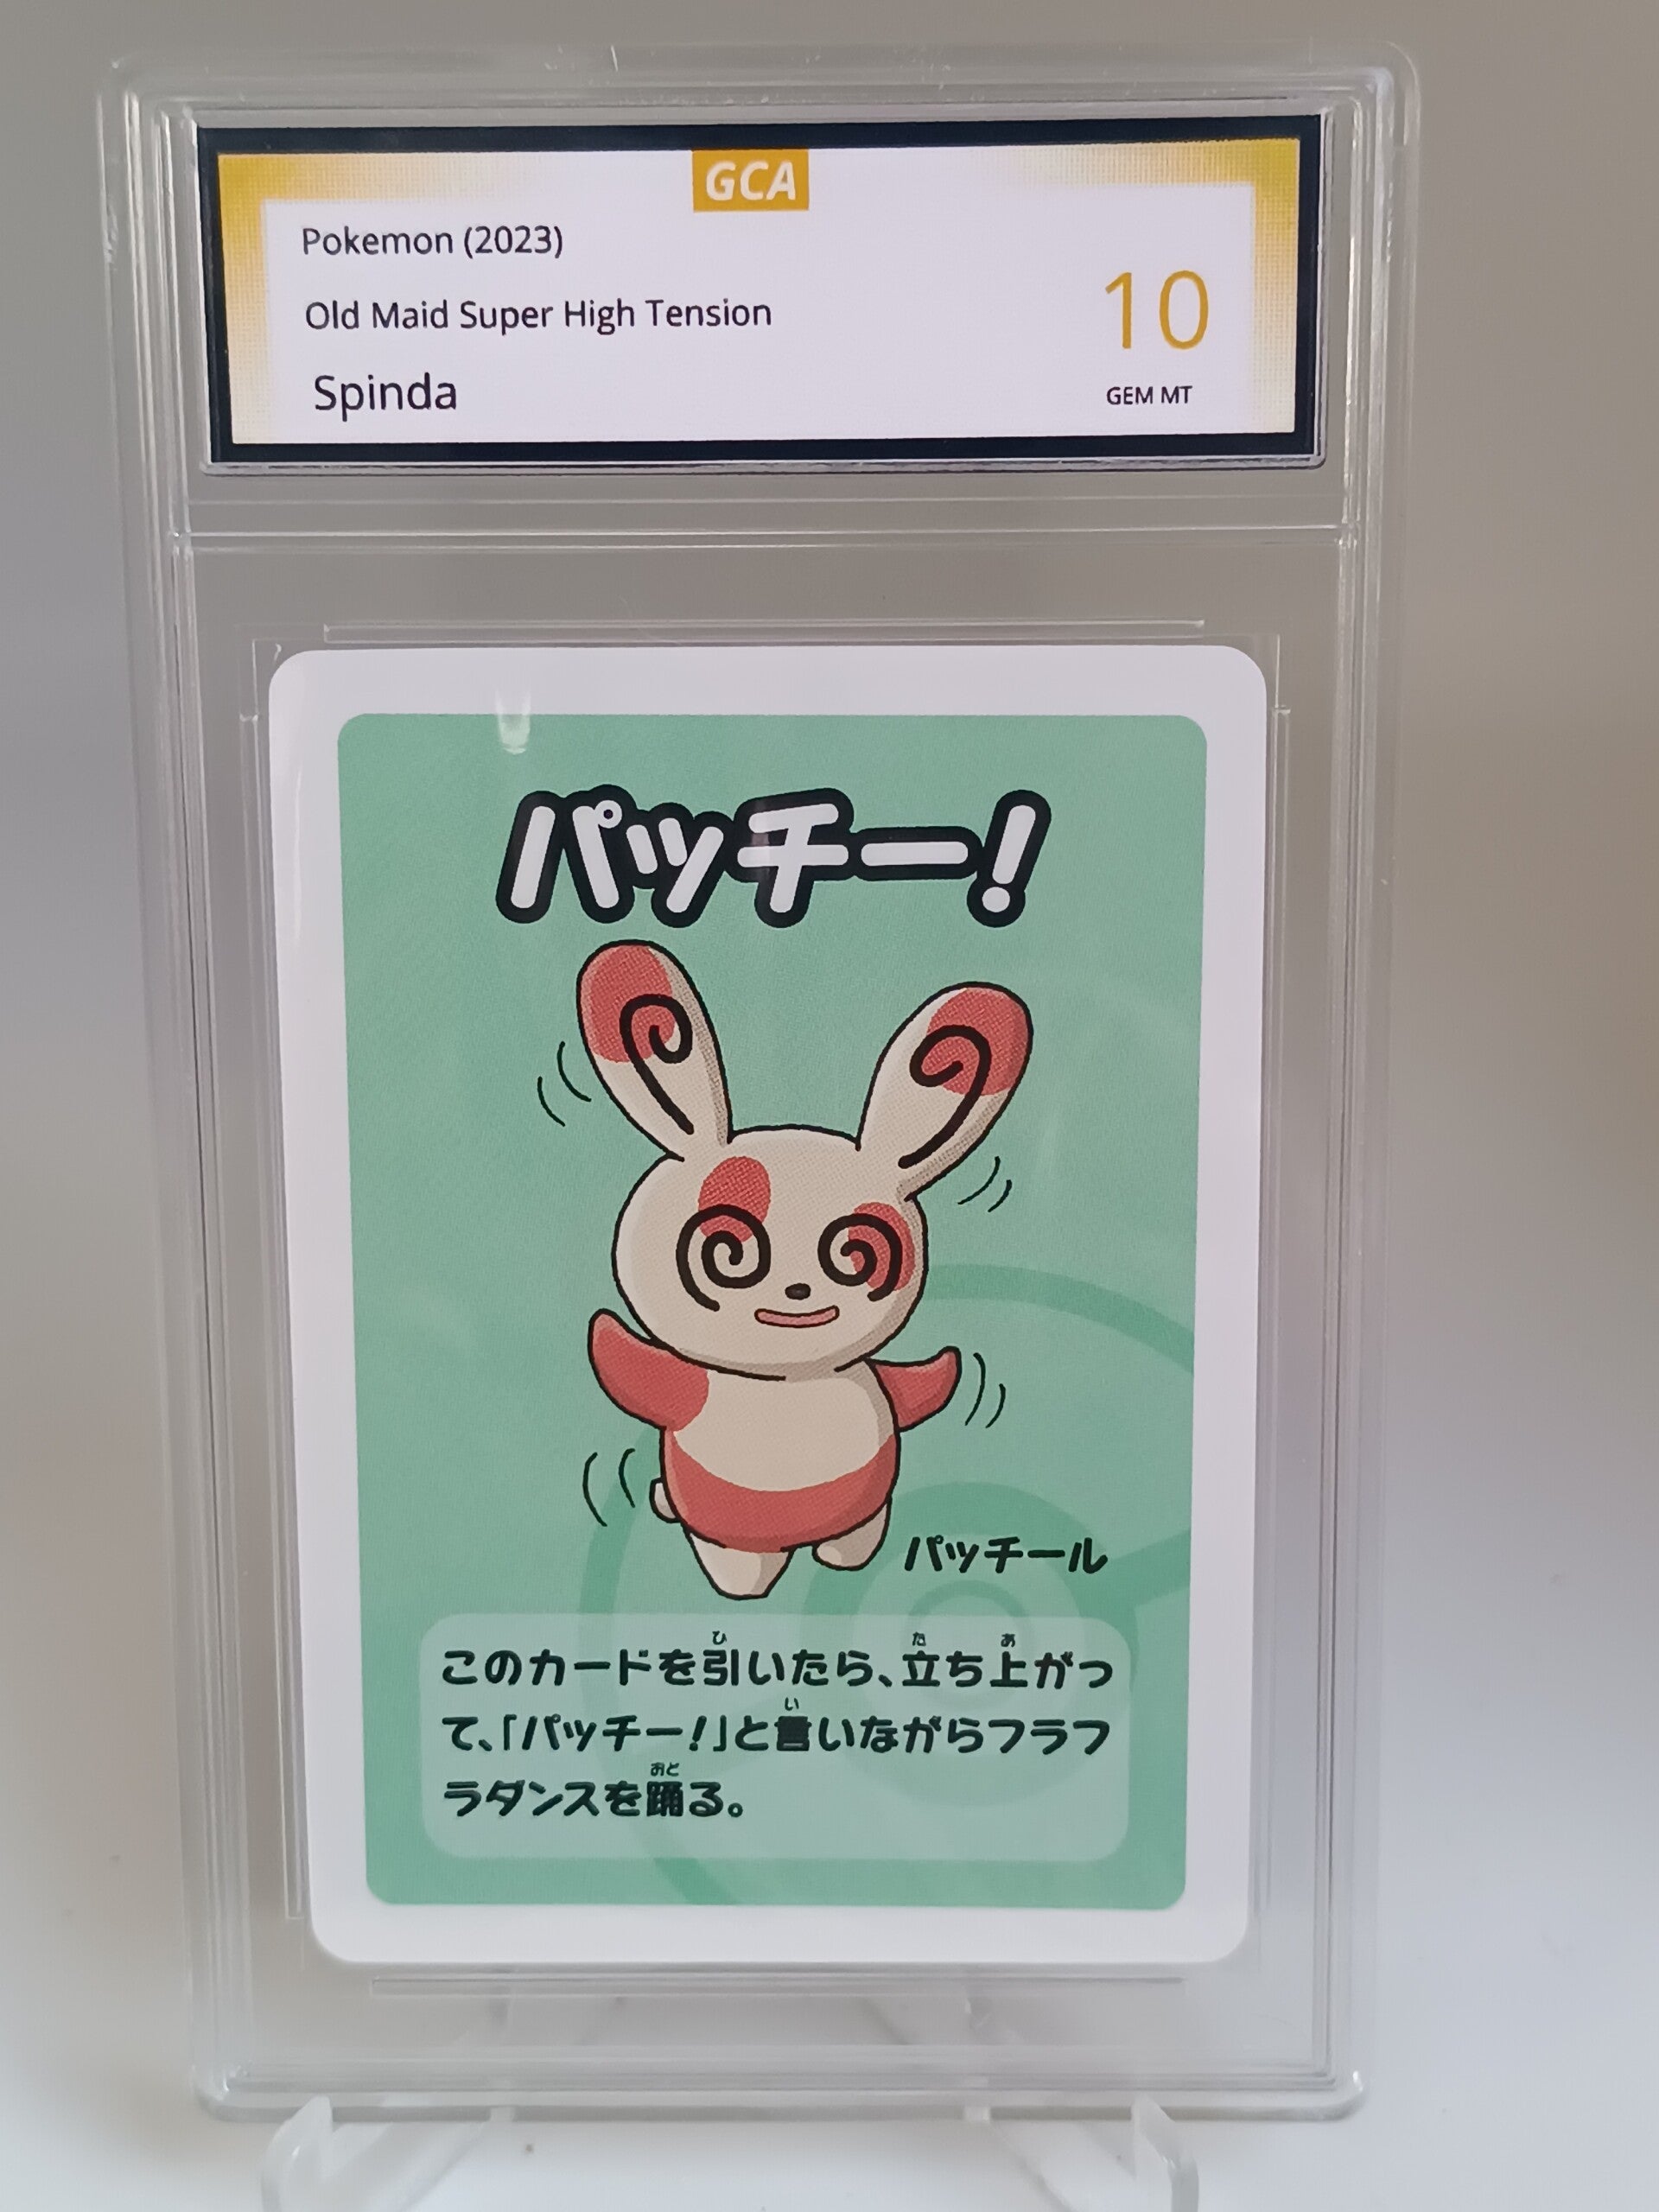 GCA
Pokemon (2023)
Old Maid Super High Tension
10
Spinda
GEM MT
パッチー!
パッチール
このカードを引いたら、立ち上がっ
て、「パッチー!」と言いながらフラフ
ラダンスを踊る。